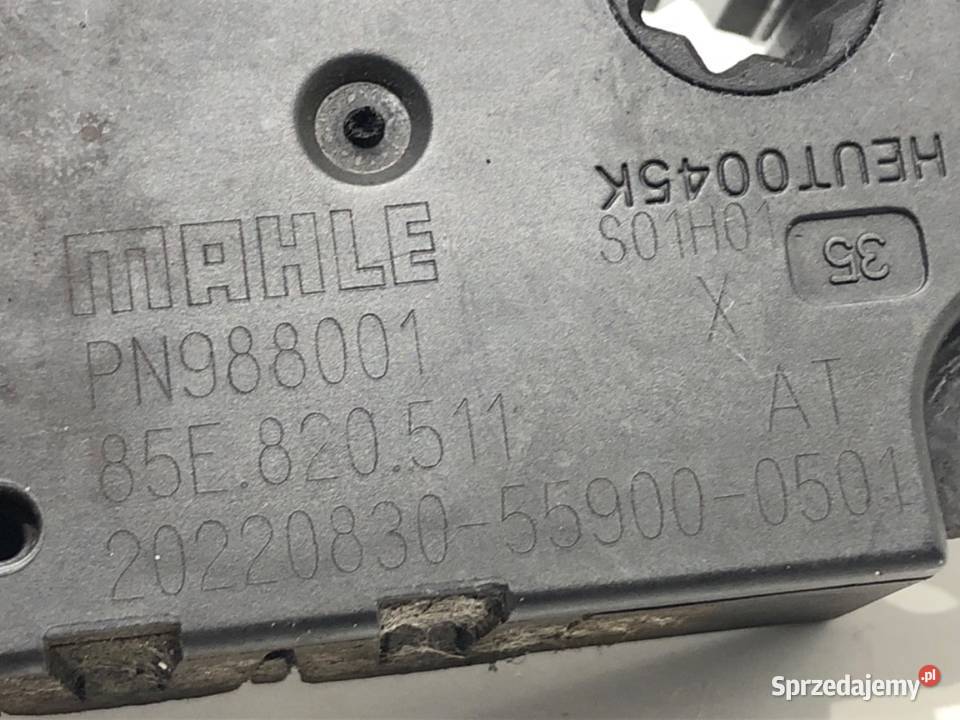 HEUT0045K
S01H01
35
X
MAHLE
PN988001
85E.820.511
AT
20220830-55900-0501
Sprzedajemy.pl